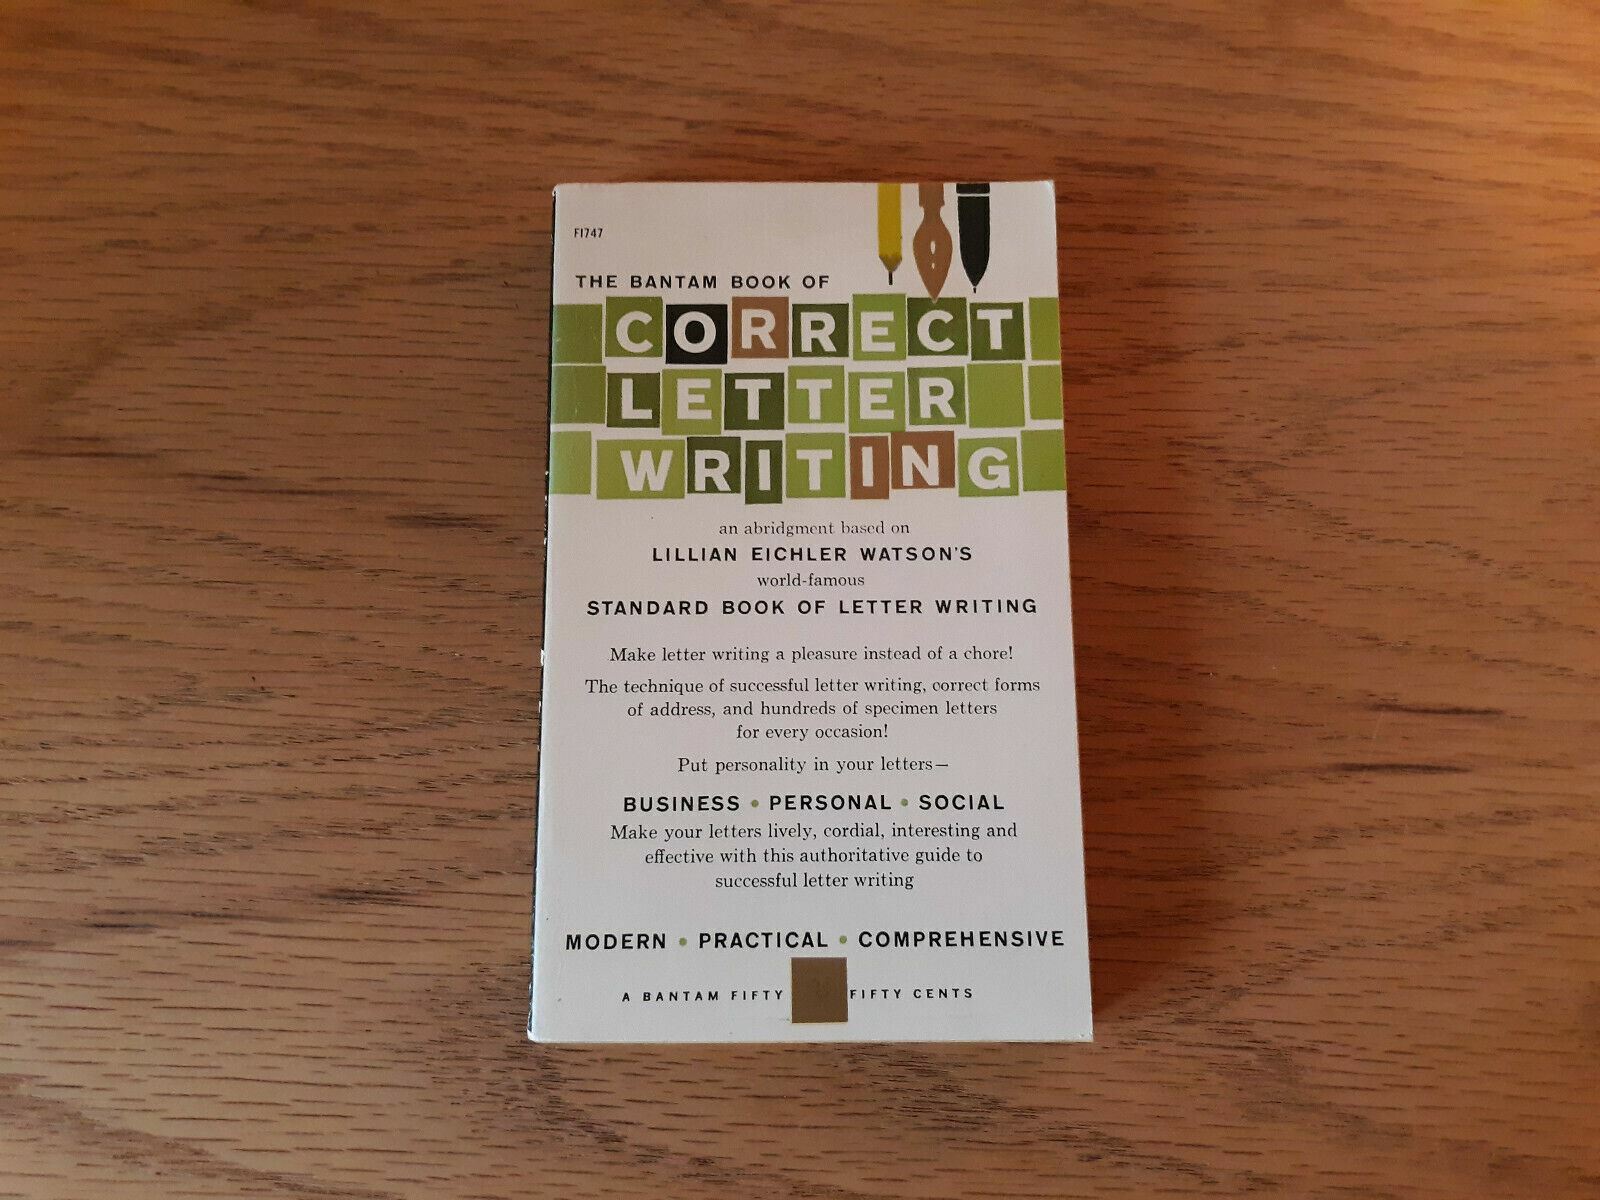 F1747
THE BANTAM BOOK OF
CORRECT
LETTER
WRITING
an abridgment based on
LILLIAN EICHLER WATSON'S
world-famous
STANDARD BOOK OF LETTER WRITING
Make letter writing a pleasure instead of a chore!
The technique of successful letter writing, correct forms
of address, and hundreds of specimen letters
for every occasion!
Put personality in your letters—
BUSINESS • PERSONAL • SOCIAL
Make your letters lively, cordial, interesting and
effective with this authoritative guide to
successful letter writing
MODERN • PRACTICAL • COMPREHENSIVE
A BANTAM FIFTY FIFTY CENTS